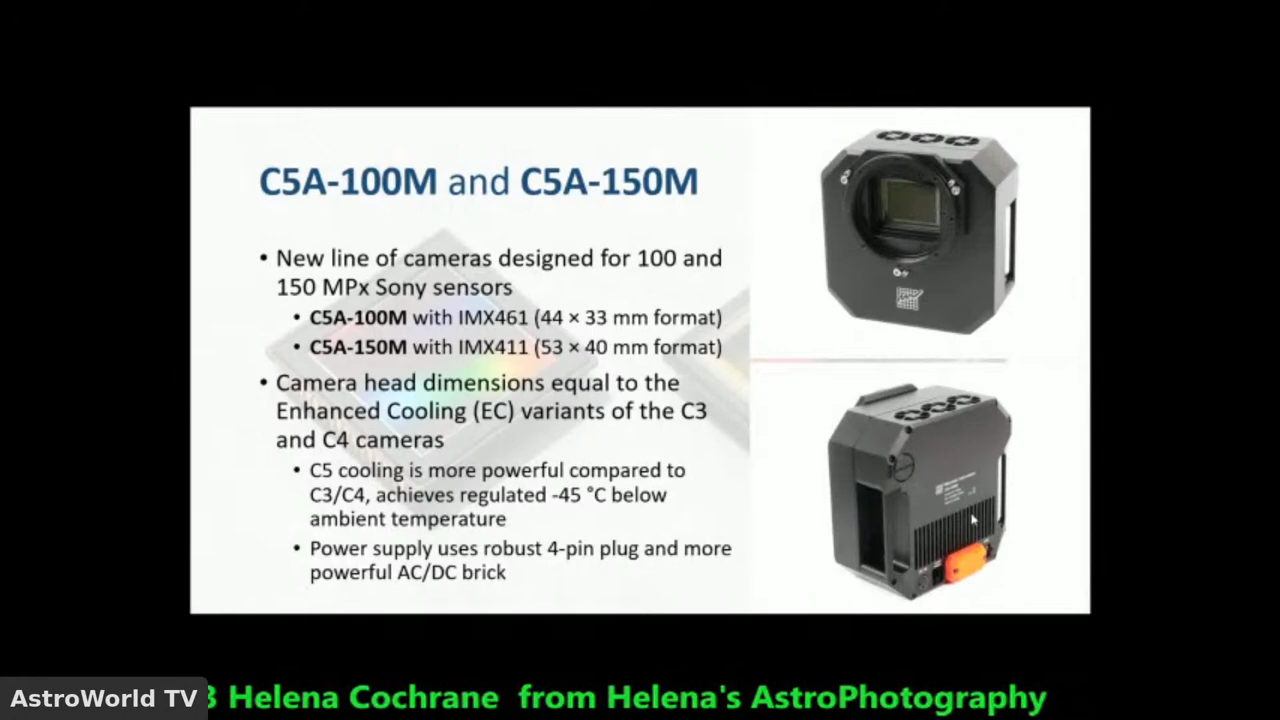 C5A-100M and C5A-150M
• New line of cameras designed for 100 and
150 MPx Sony sensors
• C5A-100M with IMX461 (44 × 33 mm format)
• C5A-150M with IMX411 (53 × 40 mm format)
• Camera head dimensions equal to the
Enhanced Cooling (EC) variants of the C3
and C4 cameras
• C5 cooling is more powerful compared to
C3/C4, achieves regulated -45 °C below
ambient temperature
• Power supply uses robust 4-pin plug and more
powerful AC/DC brick
AstroWorld TV
3 Helena Cochrane from Helena's AstroPhotography